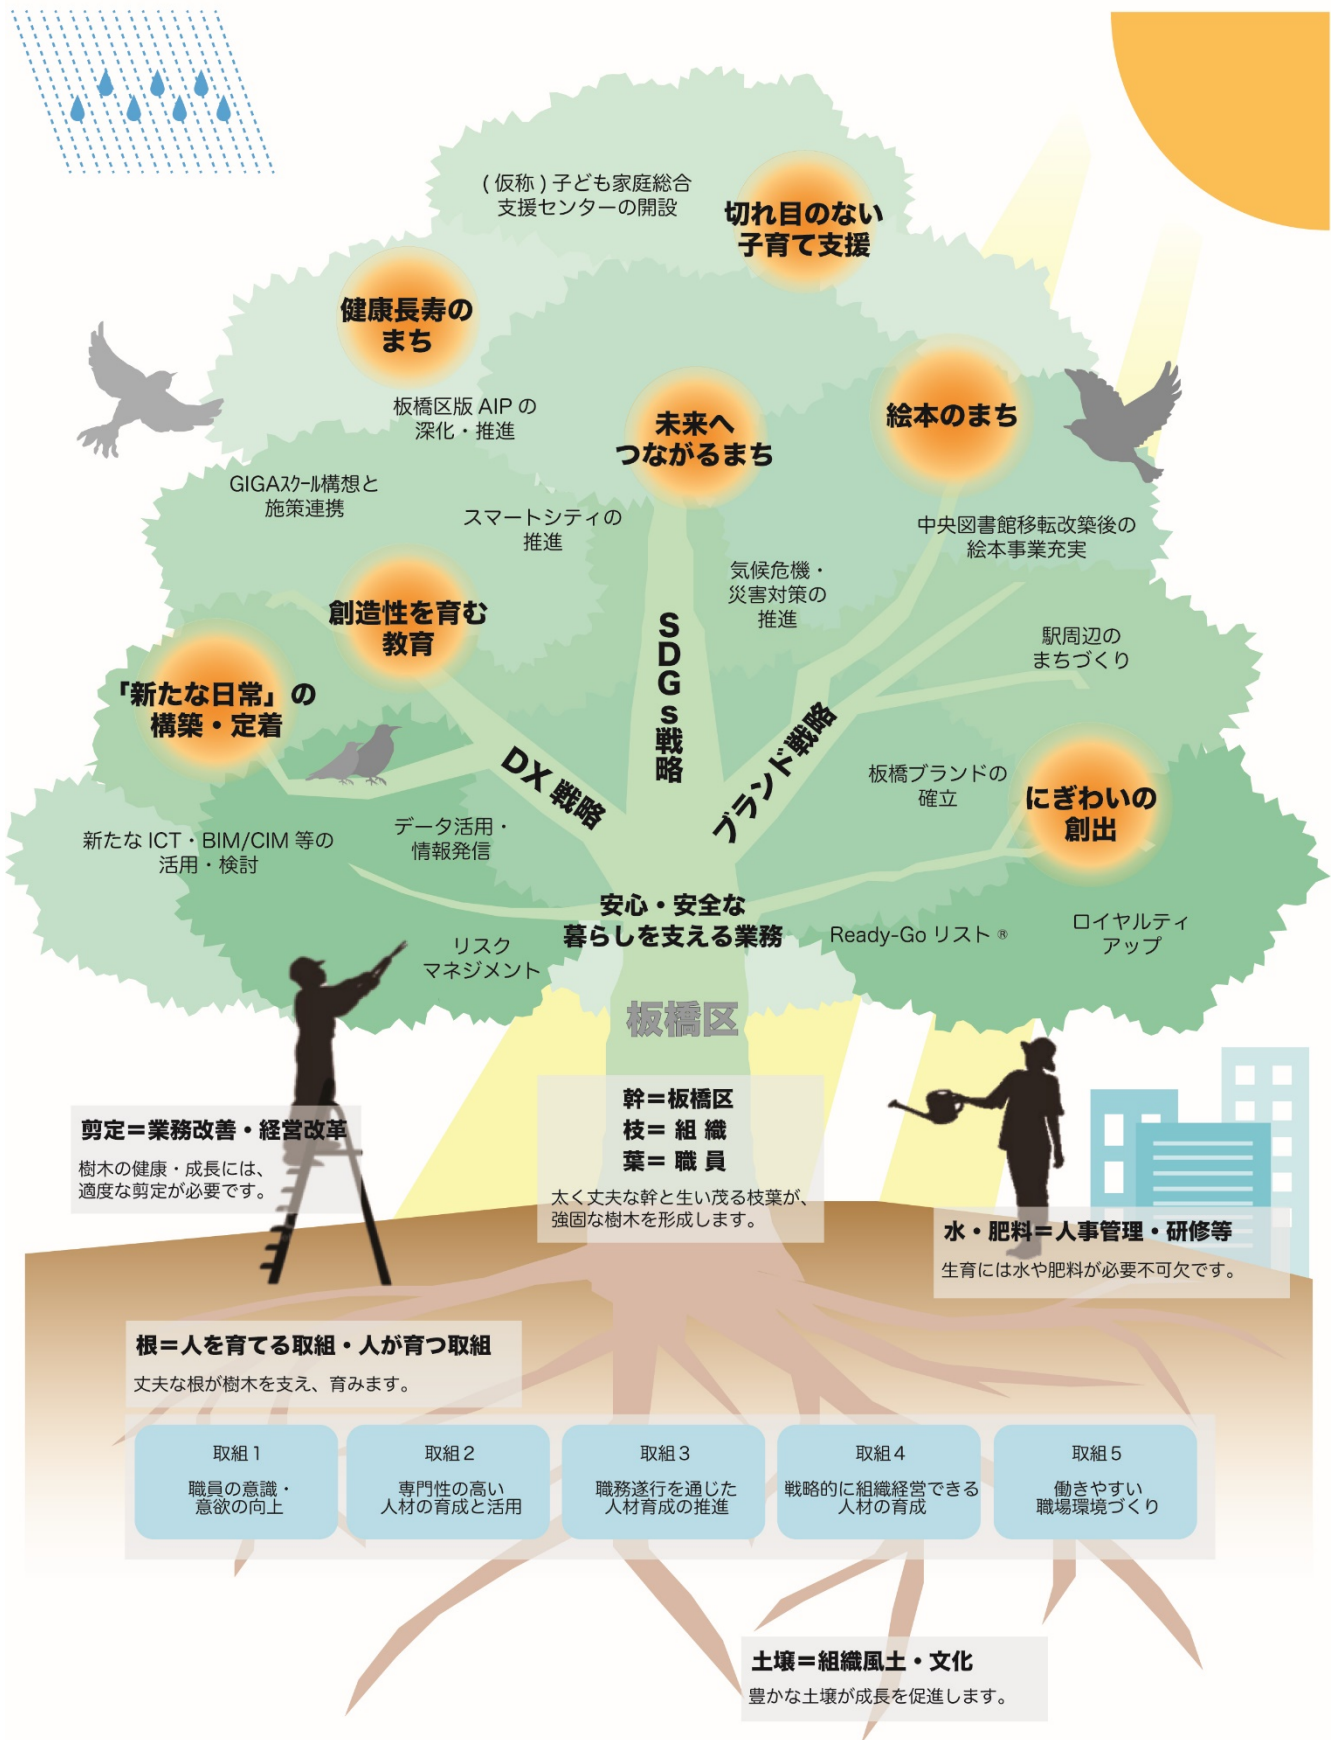 (仮称)子ども家庭総合
支援センターの開設
切れ目のない
子育て支援
健康長寿の
まち
板橋区版 AIP の
深化・推進
未来へ
つながるまち
絵本のまち
GIGAｽｸｰﾙ構想と
施策連携
スマートシティの
推進
中央図書館移転改築後の
絵本事業充実
気候危機・
災害対策の
推進
創造性を育む
教育
SDGs戦略
駅周辺の
まちづくり
「新たな日常」の
構築・定着
DX 戦略
ブランド戦略
板橋ブランドの
確立
にぎわいの
創出
新たな ICT・BIM/CIM 等の
活用・検討
データ活用・
情報発信
安心・安全な
暮らしを支える業務
リスク
マネジメント
Ready-Go リスト ®
ロイヤルティ
アップ
板橋区
剪定＝業務改善・経営改革
樹木の健康・成長には、
適度な剪定が必要です。
幹＝板橋区
枝＝ 組 織
葉＝ 職 員
太く丈夫な幹と生い茂る枝葉が、
強固な樹木を形成します。
水・肥料＝人事管理・研修等
生育には水や肥料が必要不可欠です。
根＝人を育てる取組・人が育つ取組
丈夫な根が樹木を支え、育みます。
取組１
職員の意識・
意欲の向上
取組２
専門性の高い
人材の育成と活用
取組３
職務遂行を通じた
人材育成の推進
取組４
戦略的に組織経営できる
人材の育成
取組５
働きやすい
職場環境づくり
土壌＝組織風土・文化
豊かな土壌が成長を促進します。